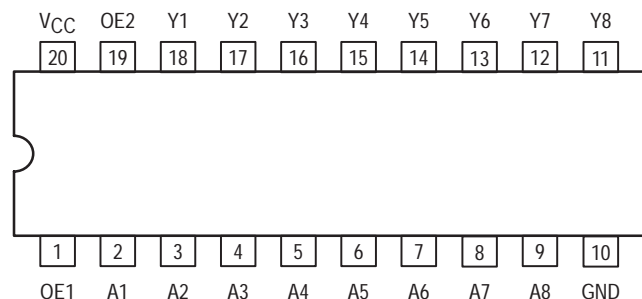 VCC OE2 Y1 Y2 Y3 Y4 Y5 Y6 Y7 Y8
20 19 18 17 16 15 14 13 12 11
1 2 3 4 5 6 7 8 9 10
OE1 A1 A2 A3 A4 A5 A6 A7 A8 GND